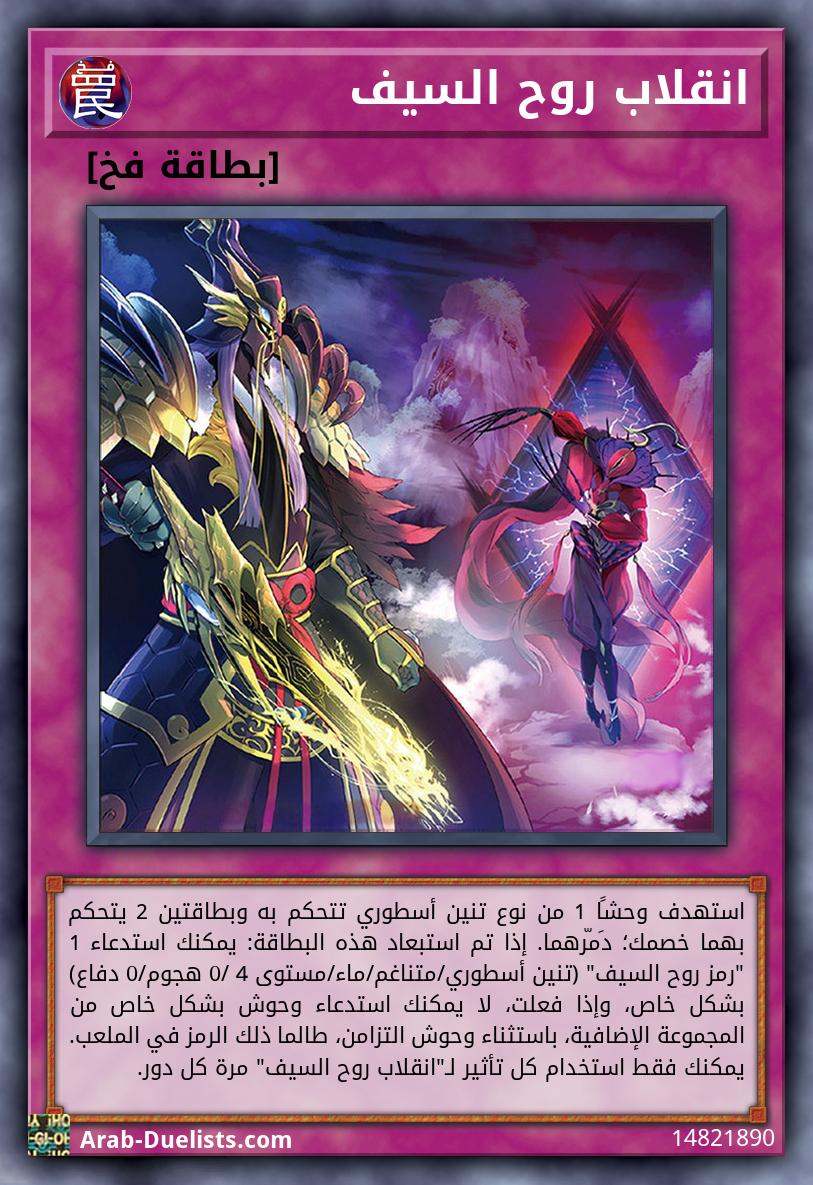 انقلاب روح السيف
فخ
罠
[بطاقة فخ]
استهدف وحشاً 1 من نوع تنين أسطوري تتحكم به وبطاقتين 2 يتحكم
بهما خصمك؛ دَمّرهما. إذا تم استبعاد هذه البطاقة: يمكنك استدعاء 1
"رمز روح السيف" (تنين أسطوري/متناغم/ماء/مستوى 4 /0 هجوم/0 دفاع)
بشكل خاص، وإذا فعلت، لا يمكنك استدعاء وحوش بشكل خاص من
المجموعة الإضافية، باستثناء وحوش التزامن، طالما ذلك الرمز في الملعب.
يمكنك فقط استخدام كل تأثير لـ"انقلاب روح السيف" مرة كل دور.
Arab-Duelists.com
14821890